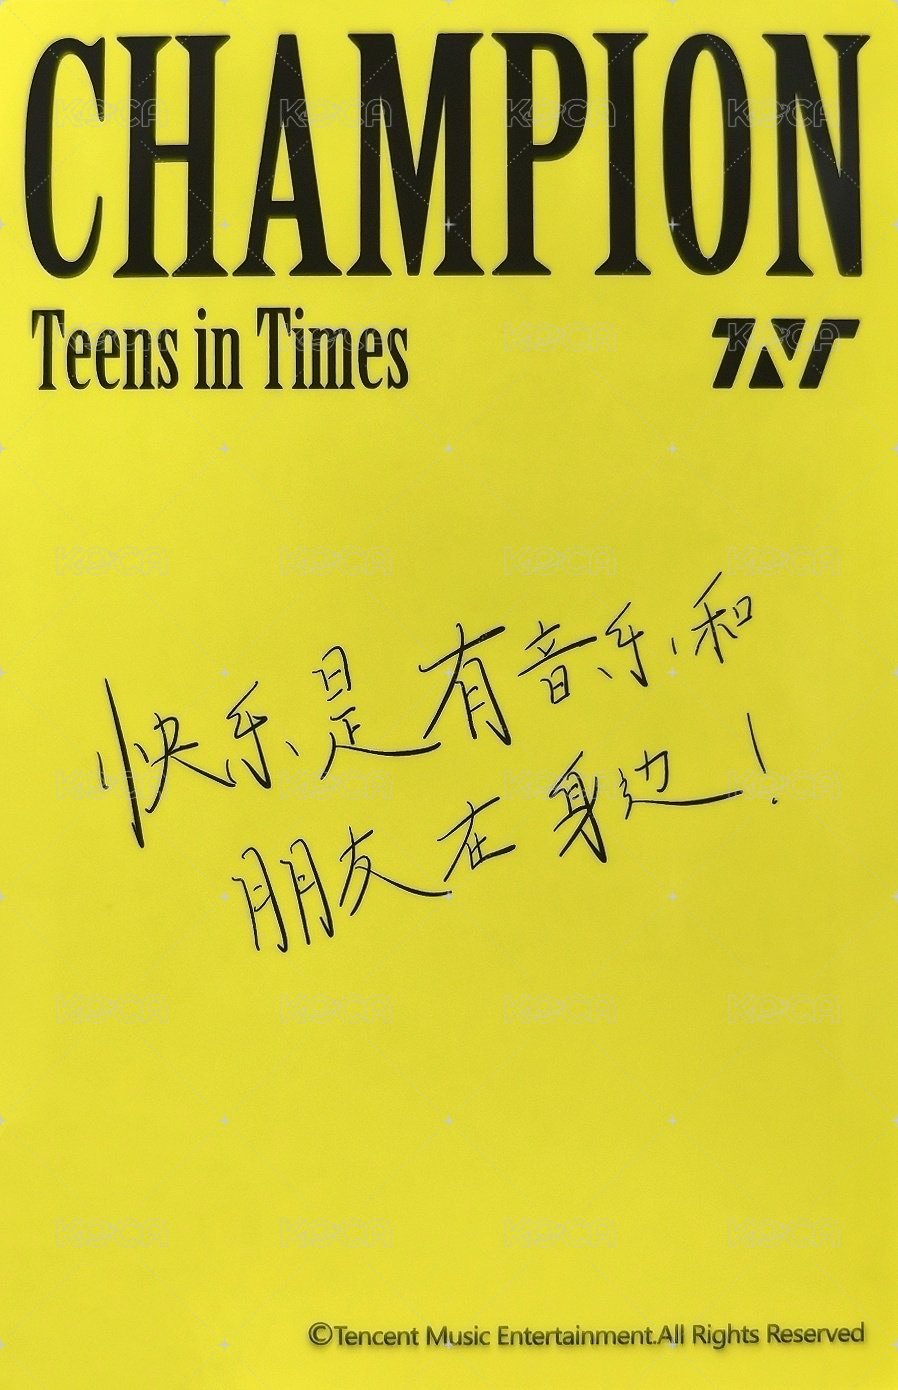 CHAMPION
Teens in Times
TNT
快乐是有音乐和
朋友在身边！
©Tencent Music Entertainment.All Rights Reserved
KOCA